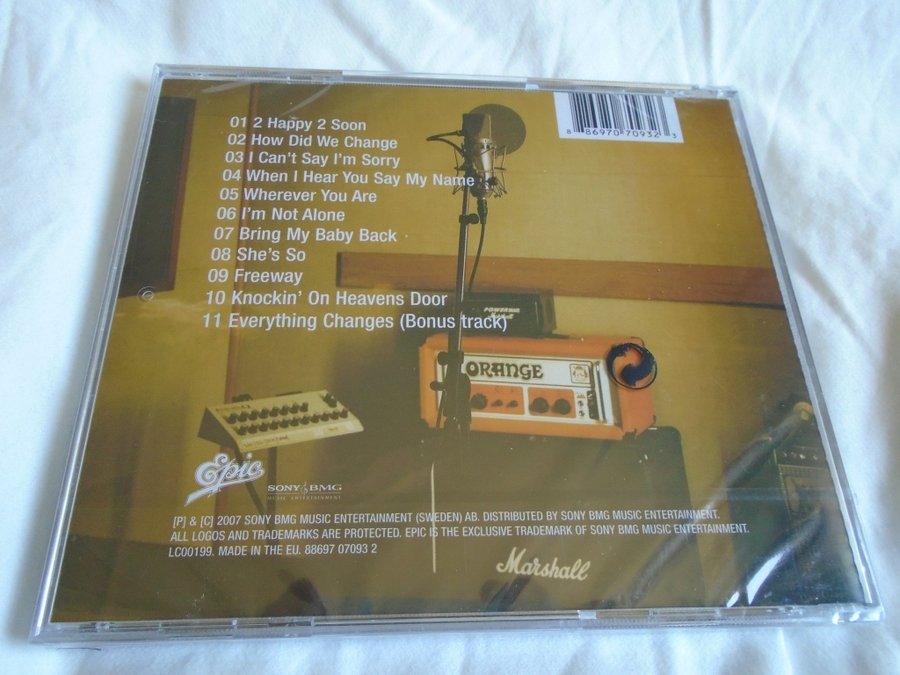 01 2 Happy 2 Soon
02 How Did We Change
03 I Can't Say I'm Sorry
04 When I Hear You Say My Name
05 Wherever You Are
06 I'm Not Alone
07 Bring My Baby Back
08 She's So
09 Freeway
10 Knockin' On Heavens Door
11 Everything Changes (Bonus track)
8 86970 70932 3
ORANGE
Epic
SONY BMG
MUSIC ENTERTAINMENT
[P] & [C] 2007 SONY BMG MUSIC ENTERTAINMENT (SWEDEN) AB. DISTRIBUTED BY SONY BMG MUSIC ENTERTAINMENT.
ALL LOGOS AND TRADEMARKS ARE PROTECTED. EPIC IS THE EXCLUSIVE TRADEMARK OF SONY BMG MUSIC ENTERTAINMENT.
LC00199. MADE IN THE EU. 88697 07093 2
Marshall